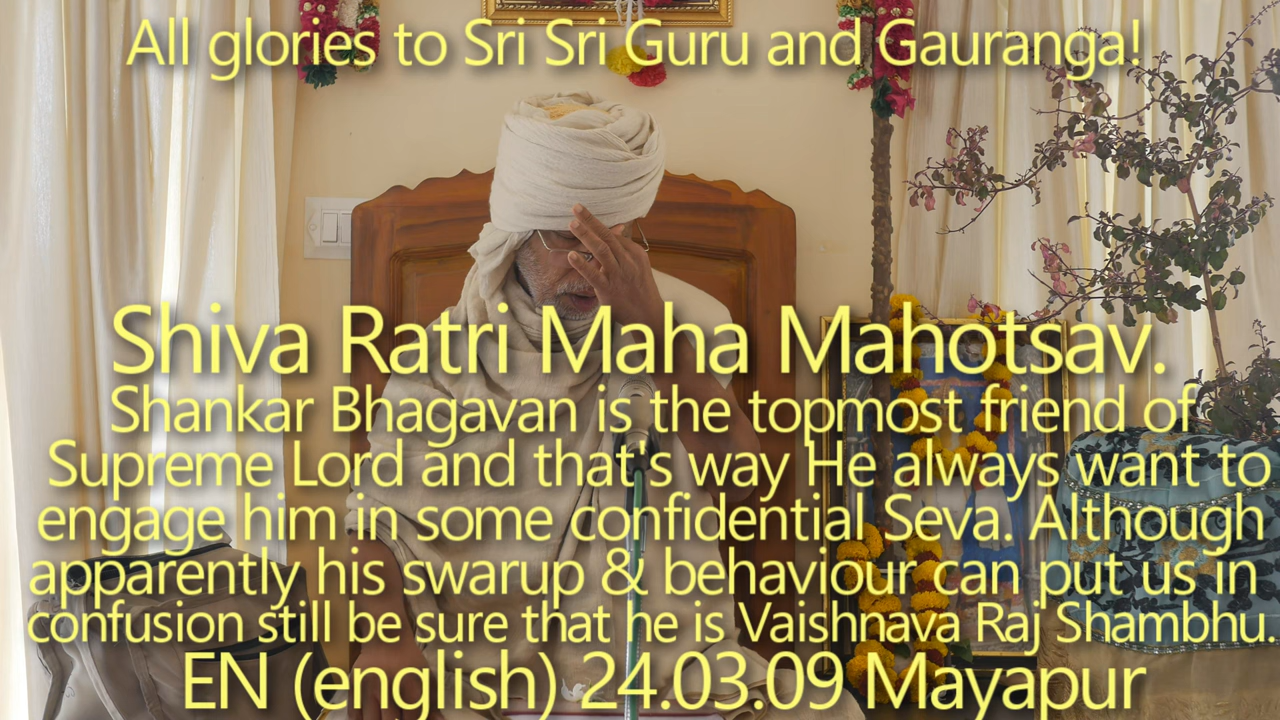 All glories to Sri Sri Guru and Gauranga!
Shiva Ratri Maha Mahotsav.
Shankar Bhagavan is the topmost friend of
Supreme Lord and that's way He always want to
engage him in some confidential Seva. Although
apparently his swarup & behaviour can put us in
confusion still be sure that he is Vaishnava Raj Shambhu.
EN (english) 24.03.09 Mayapur